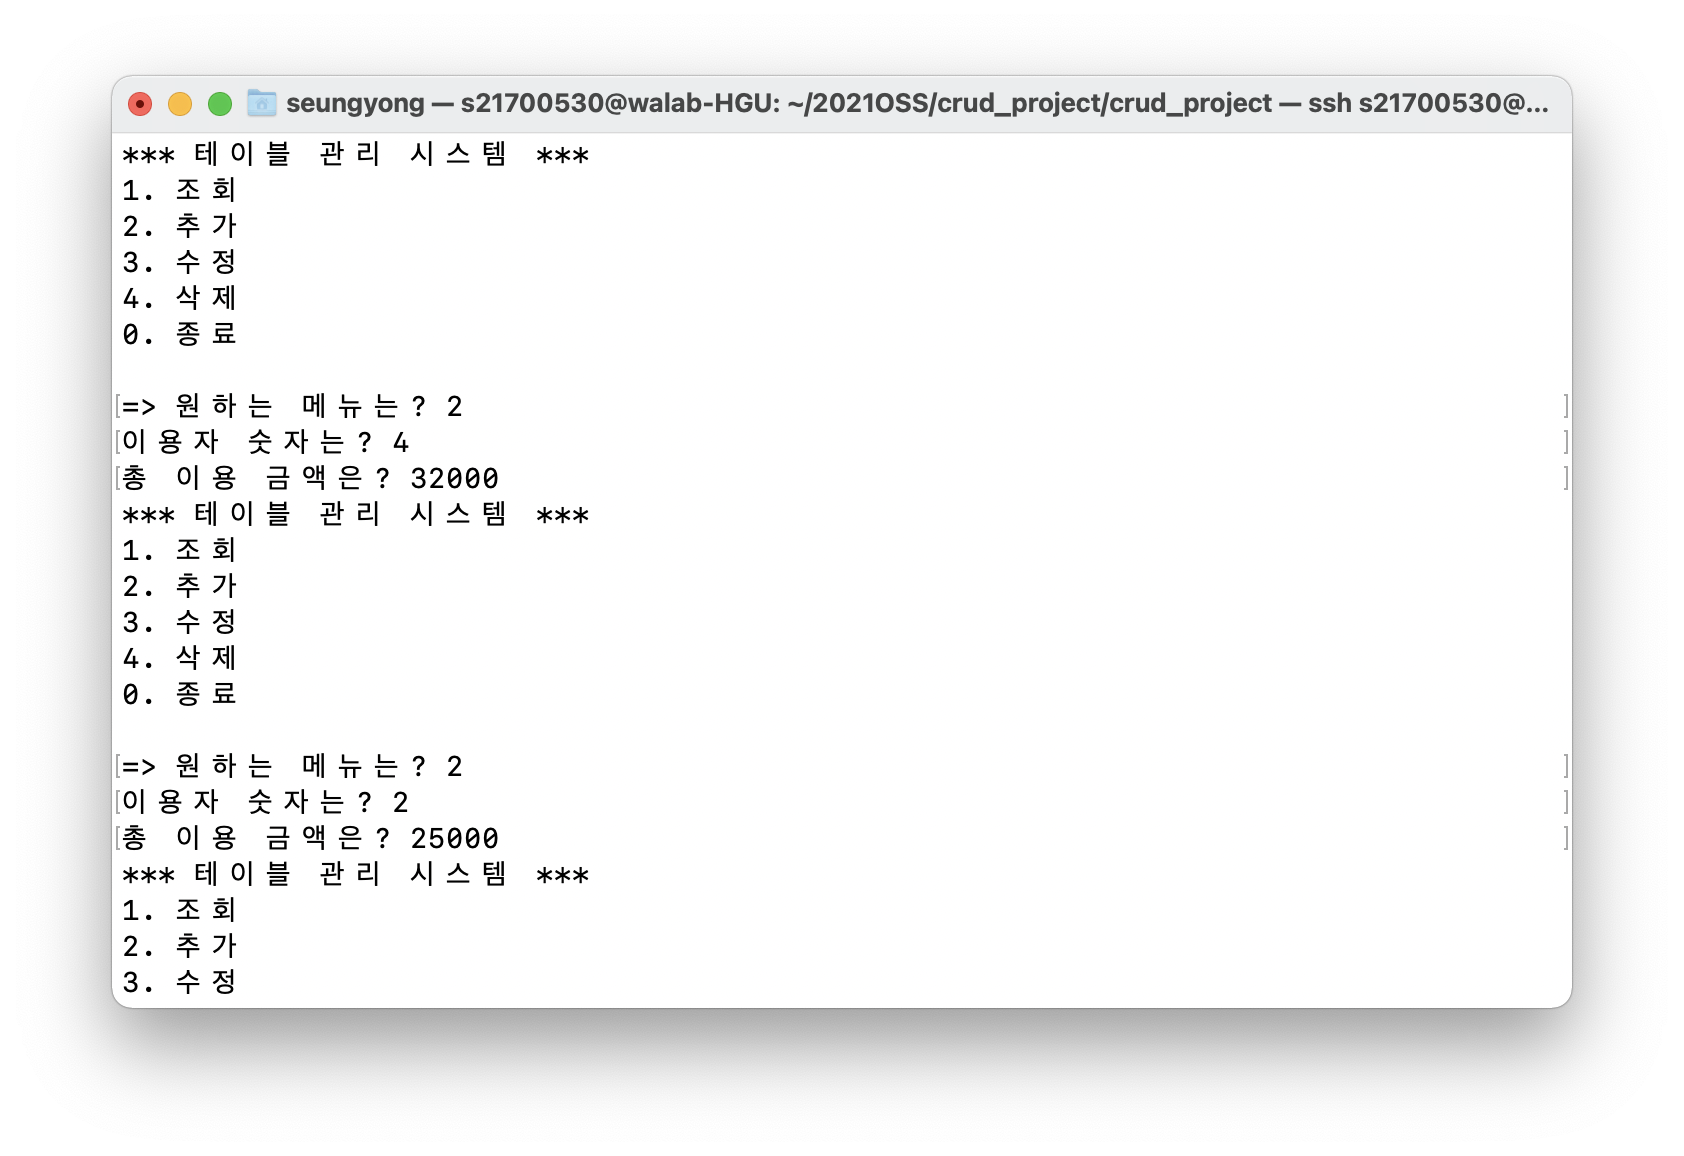 seungyong — s21700530@walab-HGU: ~/2021OSS/crud_project/crud_project — ssh s21700530@...
*** 테이블 관리 시스템 ***
1. 조회
2. 추가
3. 수정
4. 삭제
0. 종료
=> 원하는 메뉴는? 2
이용자 숫자는? 4
총 이용 금액은? 32000
*** 테이블 관리 시스템 ***
1. 조회
2. 추가
3. 수정
4. 삭제
0. 종료
=> 원하는 메뉴는? 2
이용자 숫자는? 2
총 이용 금액은? 25000
*** 테이블 관리 시스템 ***
1. 조회
2. 추가
3. 수정